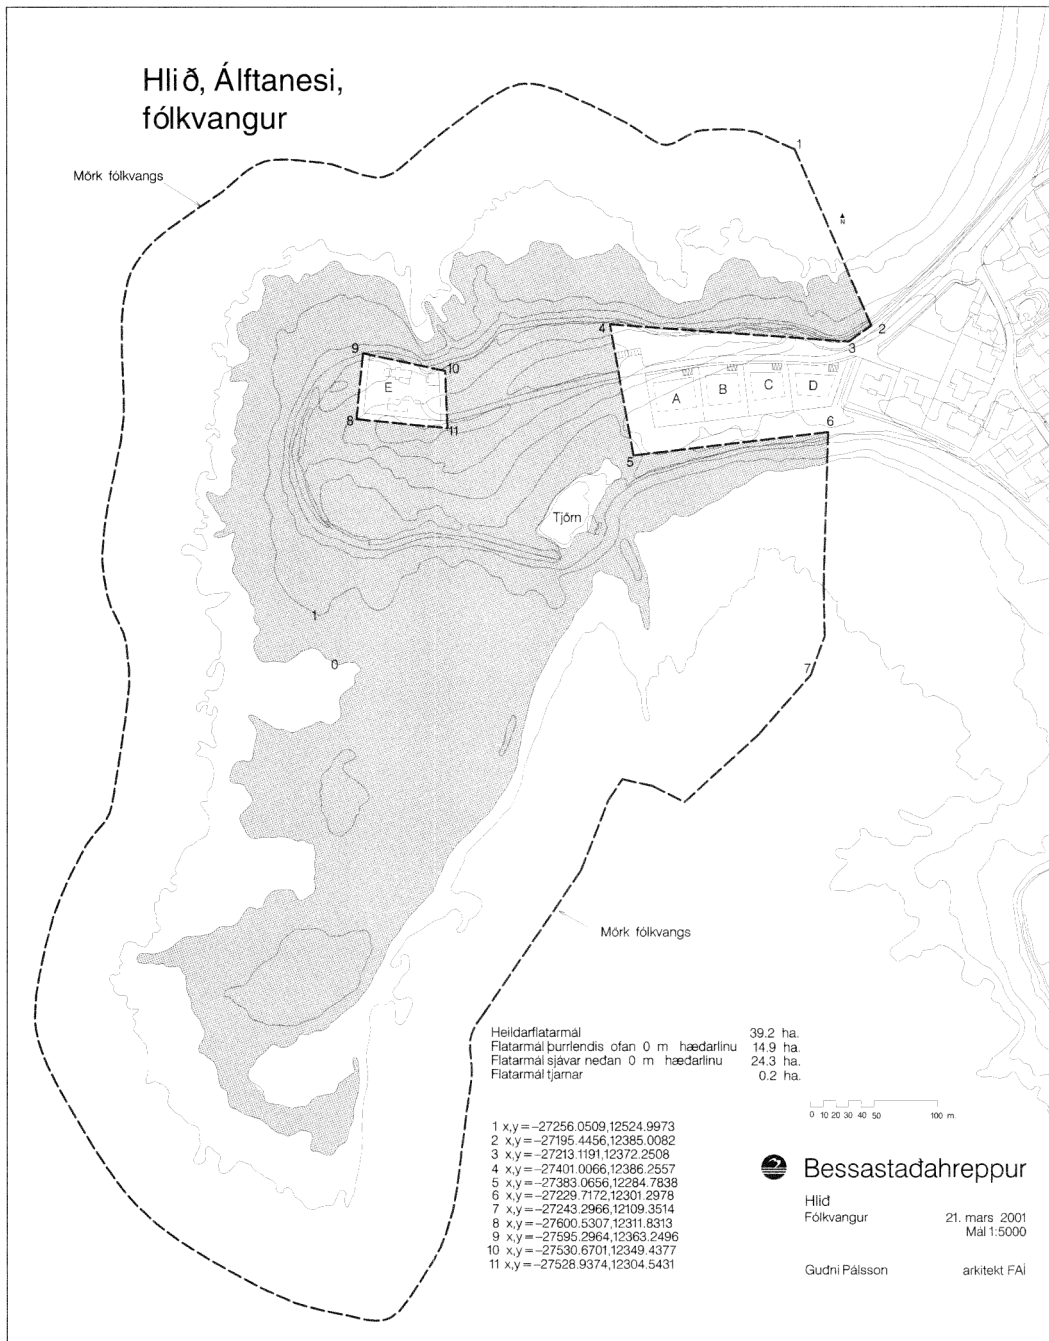 Hlið, Álftanesi,
fólkvangur
Mörk fólkvangs
1
N
2
3
4
9
10
E
A
B
C
D
8
11
6
5
Tjörn
1
0
7
Mörk fólkvangs
Heildarflatarmál 39.2 ha.
Flatarmál þurrlendis ofan 0 m hæðarlínu 14.9 ha.
Flatarmál sjávar neðan 0 m hæðarlínu 24.3 ha.
Flatarmál tjarnar 0.2 ha.
0 10 20 30 40 50 100 m.
1 x,y=-27256.0509,12524.9973
2 x,y=-27195.4456,12385.0082
3 x,y=-27213.1191,12372.2508
4 x,y=-27401.0066,12386.2557
5 x,y=-27383.0656,12284.7838
6 x,y=-27229.7172,12301.2978
7 x,y=-27243.2966,12109.3514
8 x,y=-27600.5307,12311.8313
9 x,y=-27595.2964,12363.2496
10 x,y=-27530.6701,12349.4377
11 x,y=-27528.9374,12304.5431
Bessastaðahreppur
Hlið
Fólkvangur 21. mars 2001
Mál 1:5000
Guðni Pálsson arkitekt FAÍ